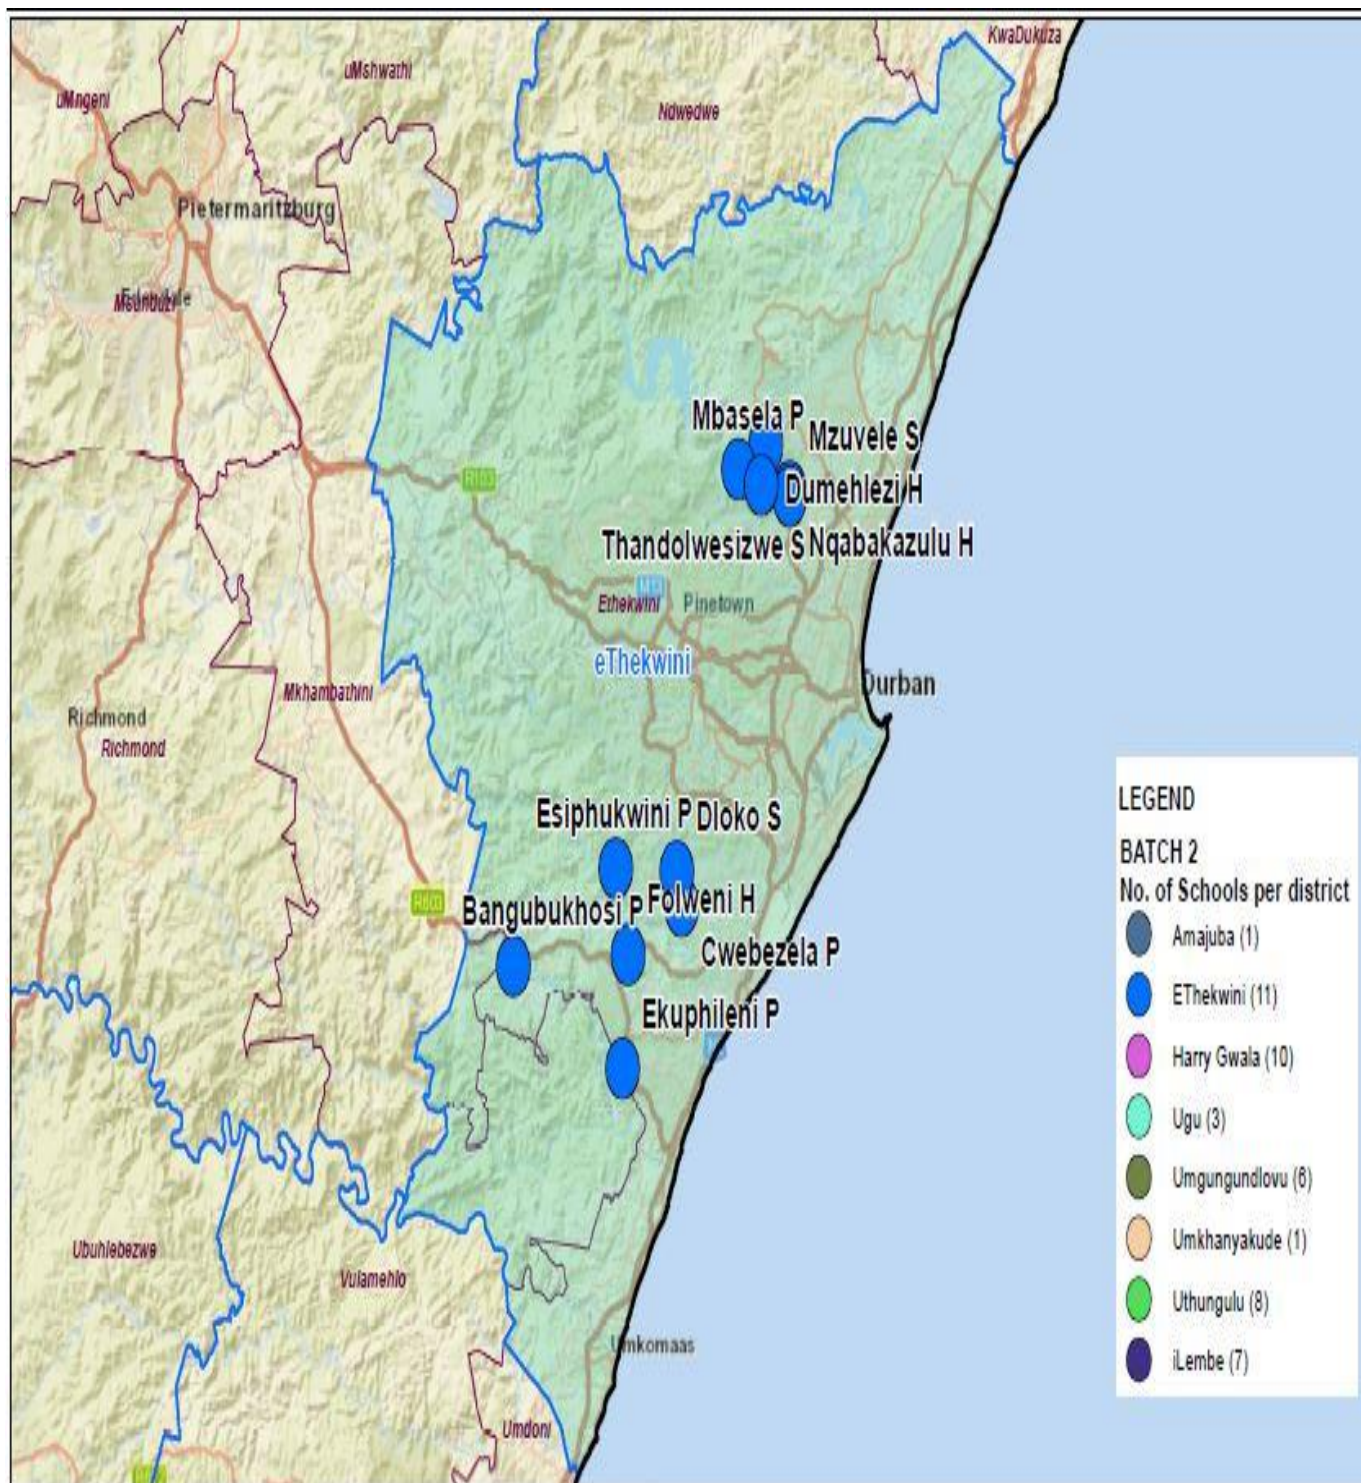 KwaDukuza
uMshwathi
uMngeni
Ndwedwe
Pietermaritzburg
Msunduzi
Mbasela P
Mzuvele S
R103
Dumehlezi H
Thandolwesizwe S
Nqabakazulu H
Ethekwini
Pinetown
eThekwini
Durban
Mkhambathini
Richmond
Richmond
Esiphukwini P
Dloko S
Folweni H
Bangubukhosi P
R603
Cwebezela P
Ekuphileni P
Ubuhlebezwe
Vulamehlo
Umkomaas
Umdoni
LEGEND
BATCH 2
No. of Schools per district
Amajuba (1)
EThekwini (11)
Harry Gwala (10)
Ugu (3)
Umgungundlovu (6)
Umkhanyakude (1)
Uthungulu (8)
iLembe (7)